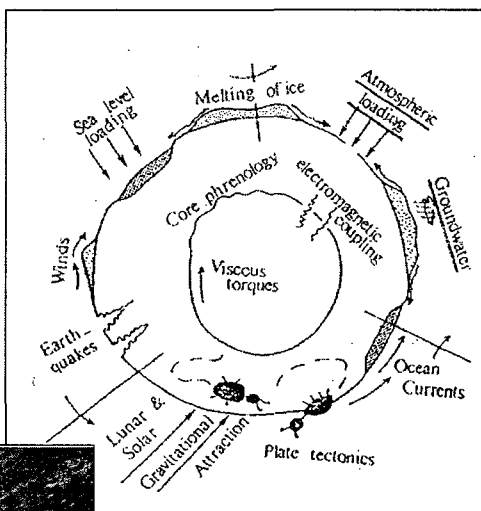 Melting of ice
Sea level
loading
Atmospheric
loading
Groundwater
Core phrenology
electromagnetic
coupling
Winds
Viscous
torques
Earth_
quakes
Ocean
Currents
Lunar &
Solar
Gravitational
Attraction
Plate tectonics